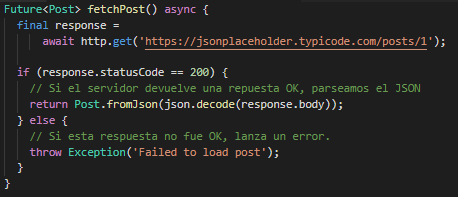 Future<Post> fetchPost() async {
  final response =
      await http.get('https://jsonplaceholder.typicode.com/posts/1');

  if (response.statusCode == 200) {
    // Si el servidor devuelve una repuesta OK, parseamos el JSON
    return Post.fromJson(json.decode(response.body));
  } else {
    // Si esta respuesta no fue OK, lanza un error.
    throw Exception('Failed to load post');
  }
}